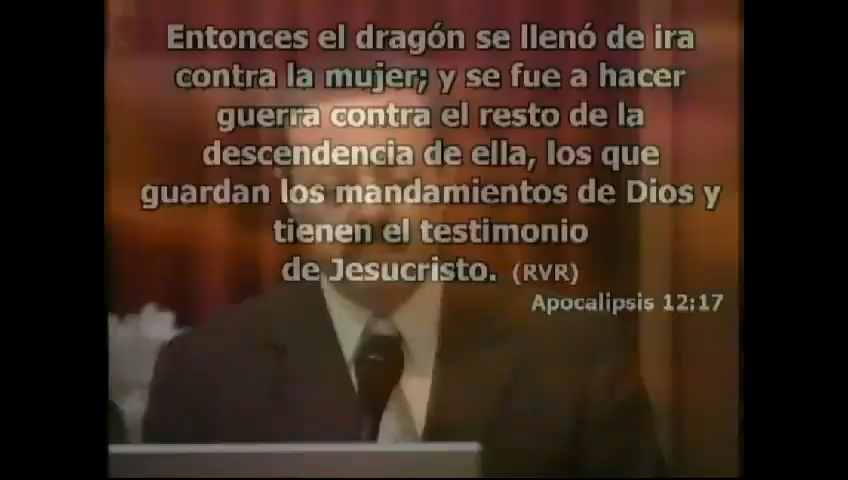 Entonces el dragón se llenó de ira
contra la mujer; y se fue a hacer
guerra contra el resto de la
descendencia de ella, los que
guardan los mandamientos de Dios y
tienen el testimonio
de Jesucristo. (RVR)
Apocalipsis 12:17